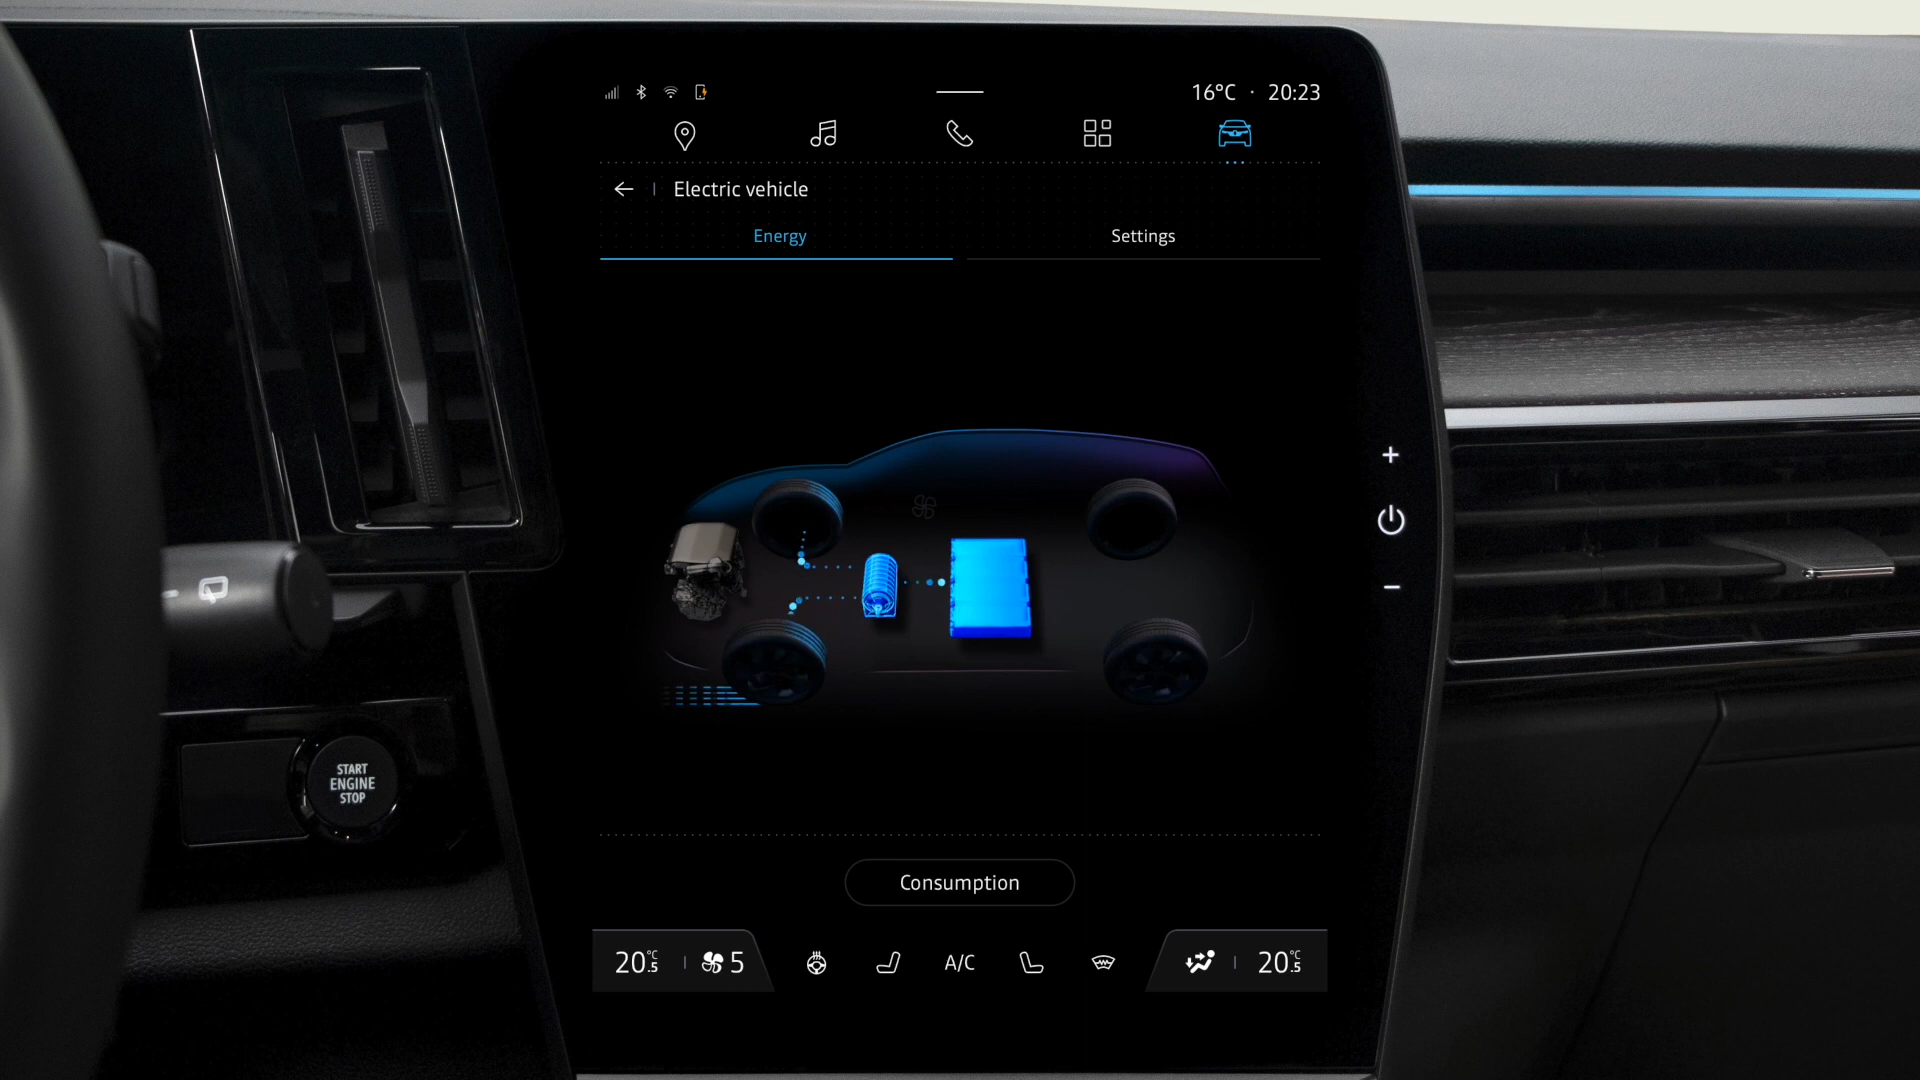 16°C · 20:23
Electric vehicle
Energy
Settings
START
ENGINE
STOP
Consumption
20.5 °C
5
A/C
20.5 °C